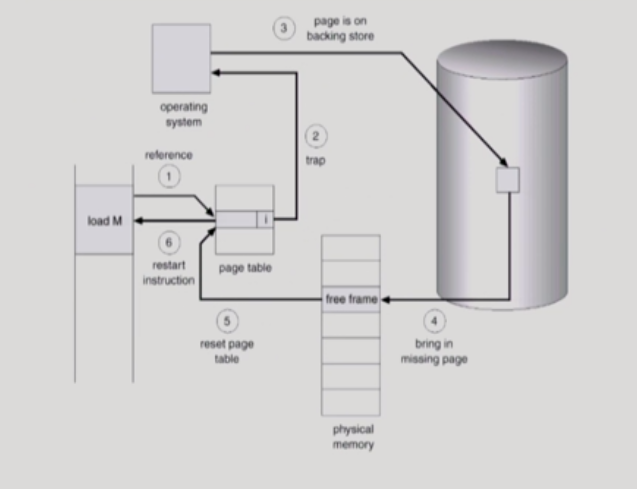 3
page is on
backing store
operating
system
2
trap
reference
1
load M
i
6
restart
instruction
page table
free frame
5
reset page
table
4
bring in
missing page
physical
memory